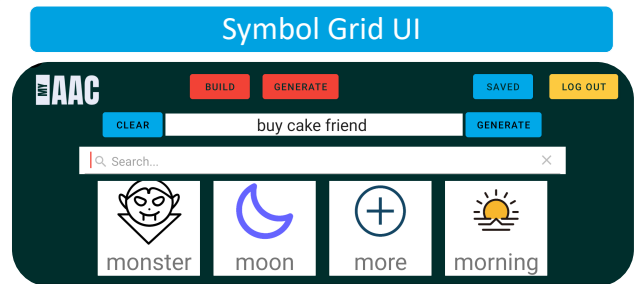 Symbol Grid UI
MY AAC BUILD GENERATE SAVED LOG OUT
CLEAR buy cake friend GENERATE
Search...
monster moon more morning